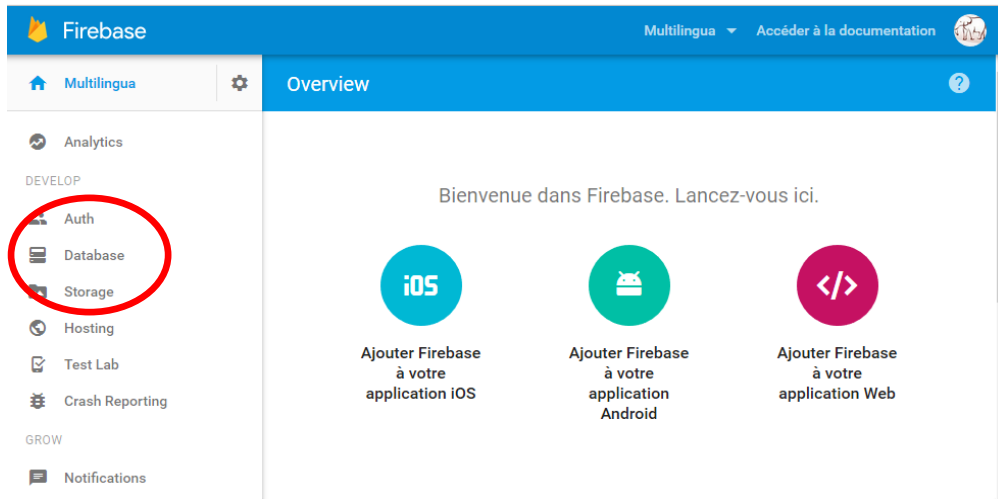 Firebase
Multilingua
Accéder à la documentation
Multilingua
Overview
?
Analytics
DEVELOP
Auth
Database
Storage
Hosting
Test Lab
Crash Reporting
GROW
Notifications
Bienvenue dans Firebase. Lancez-vous ici.
iOS
Ajouter Firebase
à votre
application iOS
Ajouter Firebase
à votre
application
Android
</>
Ajouter Firebase
à votre
application Web